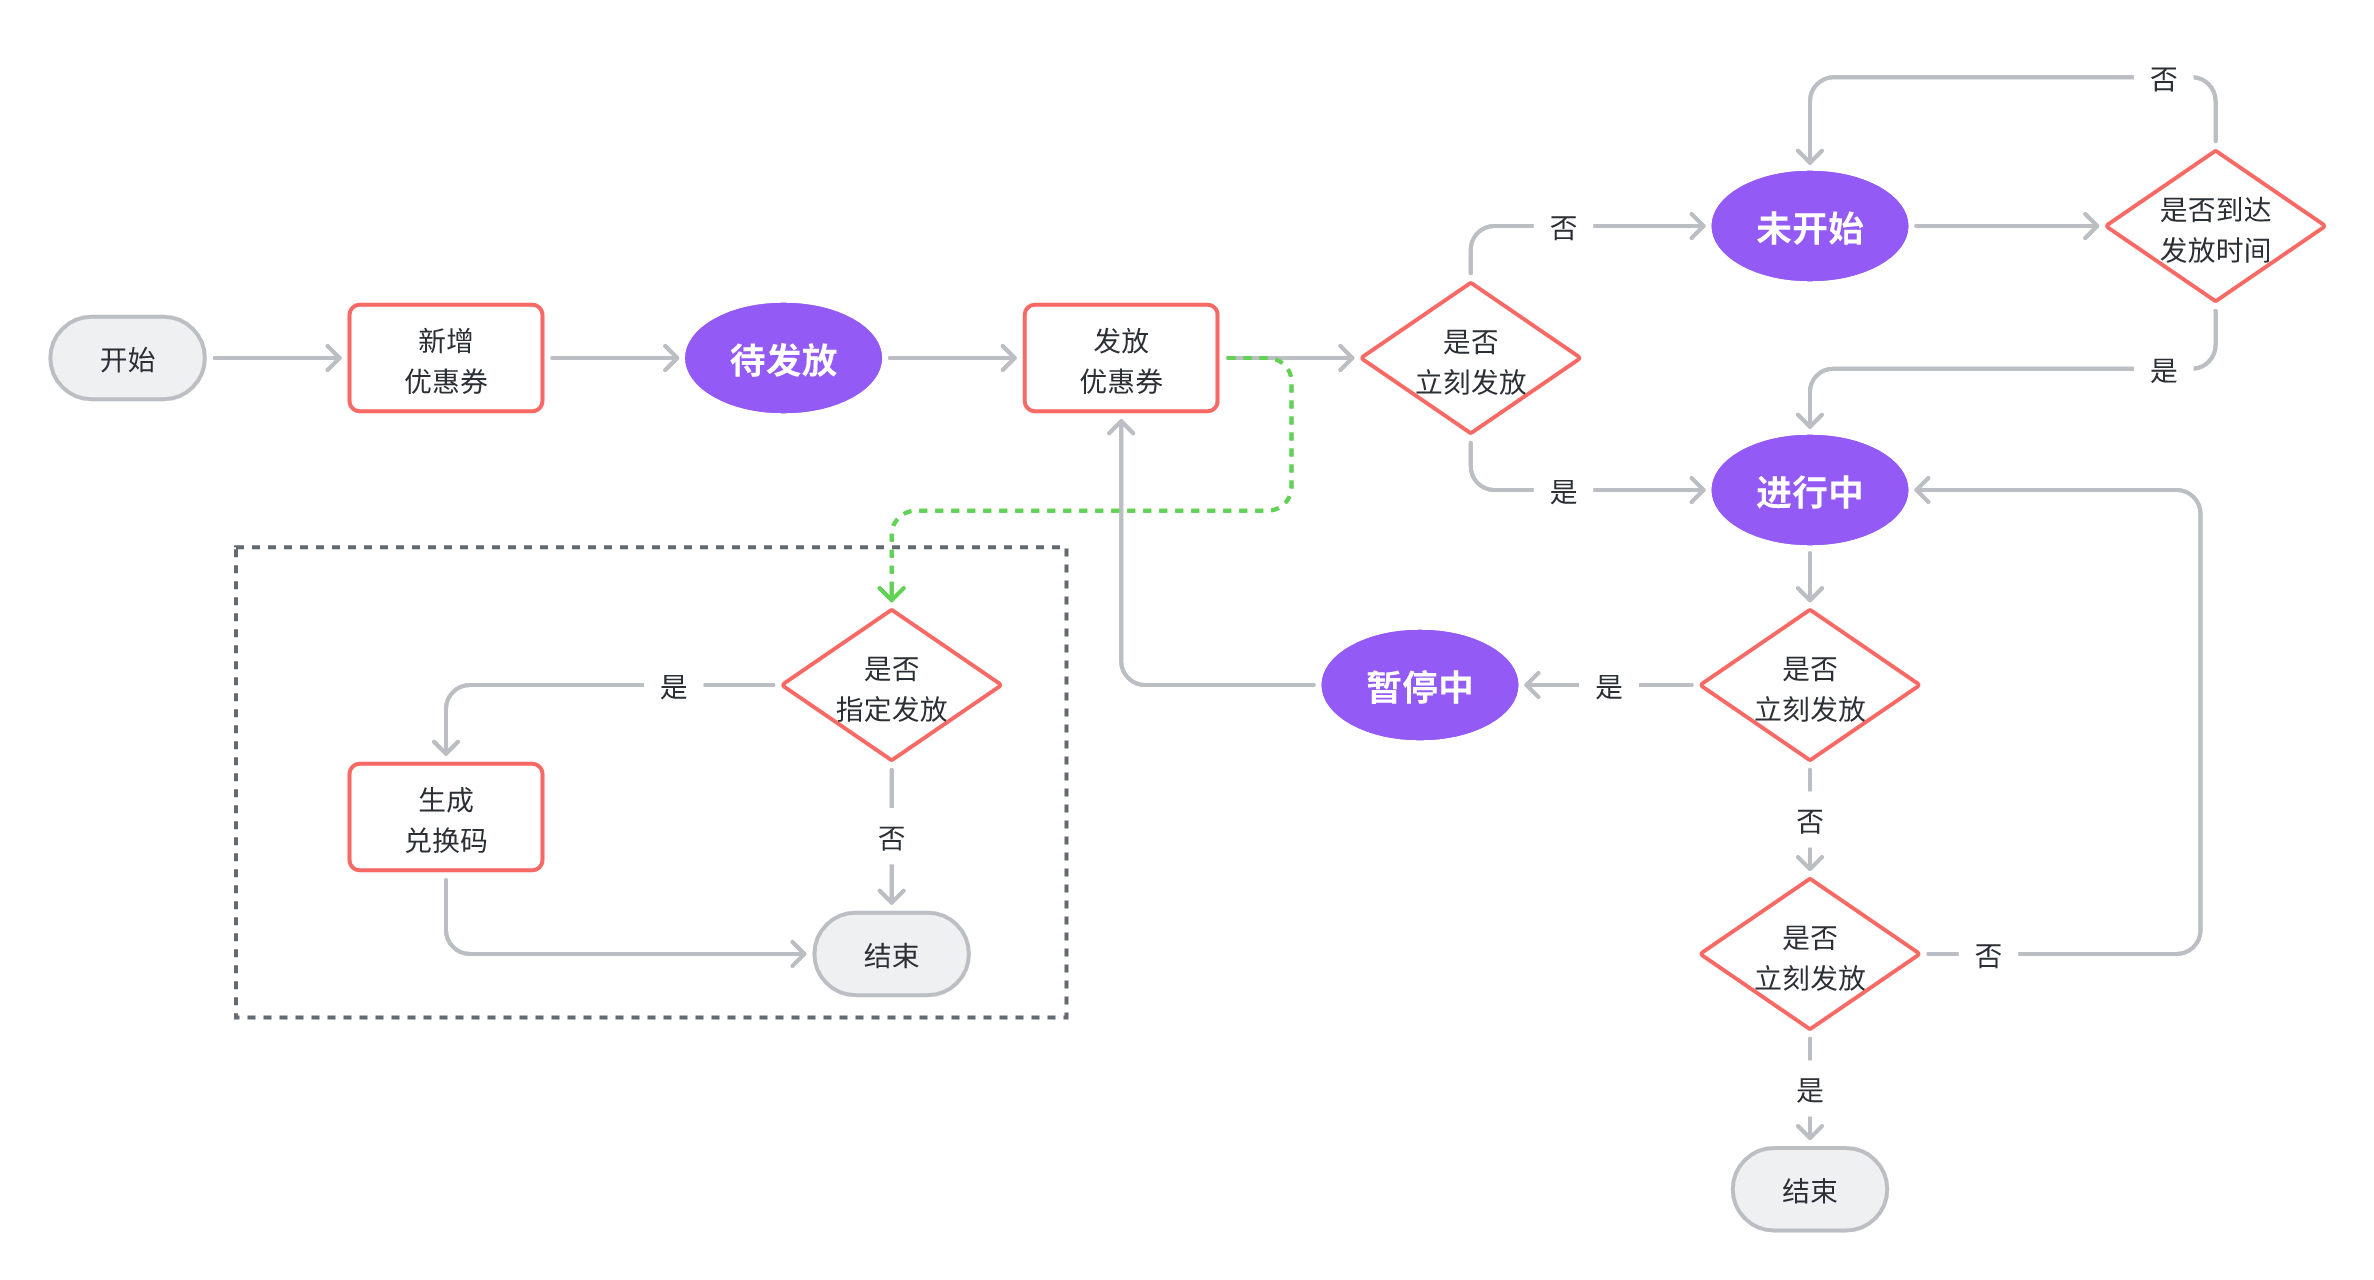 开始
新增
优惠券
待发放
发放
优惠券
是否
立刻发放
否
未开始
否
是否到达
发放时间
是
是
进行中
是否
立刻发放
是
暂停中
否
是否
立刻发放
否
是
结束
是否
指定发放
是
生成
兑换码
否
结束